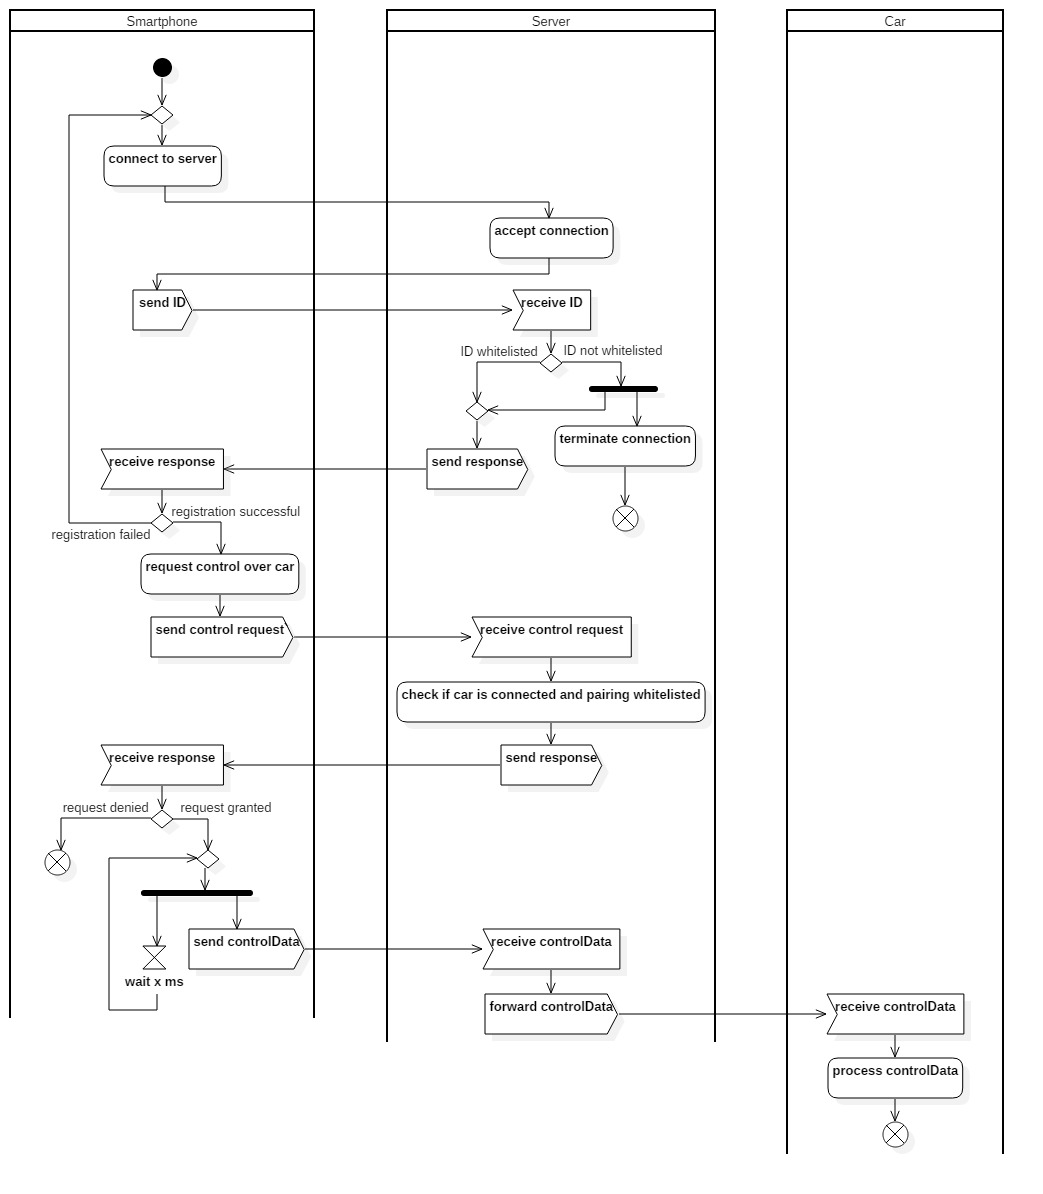 Smartphone
Server
Car
connect to server
accept connection
send ID
receive ID
ID whitelisted
ID not whitelisted
terminate connection
receive response
send response
registration successful
registration failed
request control over car
send control request`
receive control request
check if car is connected and pairing whitelisted
receive response
send response
request denied
request granted
send controlData
receive controlData
wait x ms
forward controlData
receive controlData
process controlData